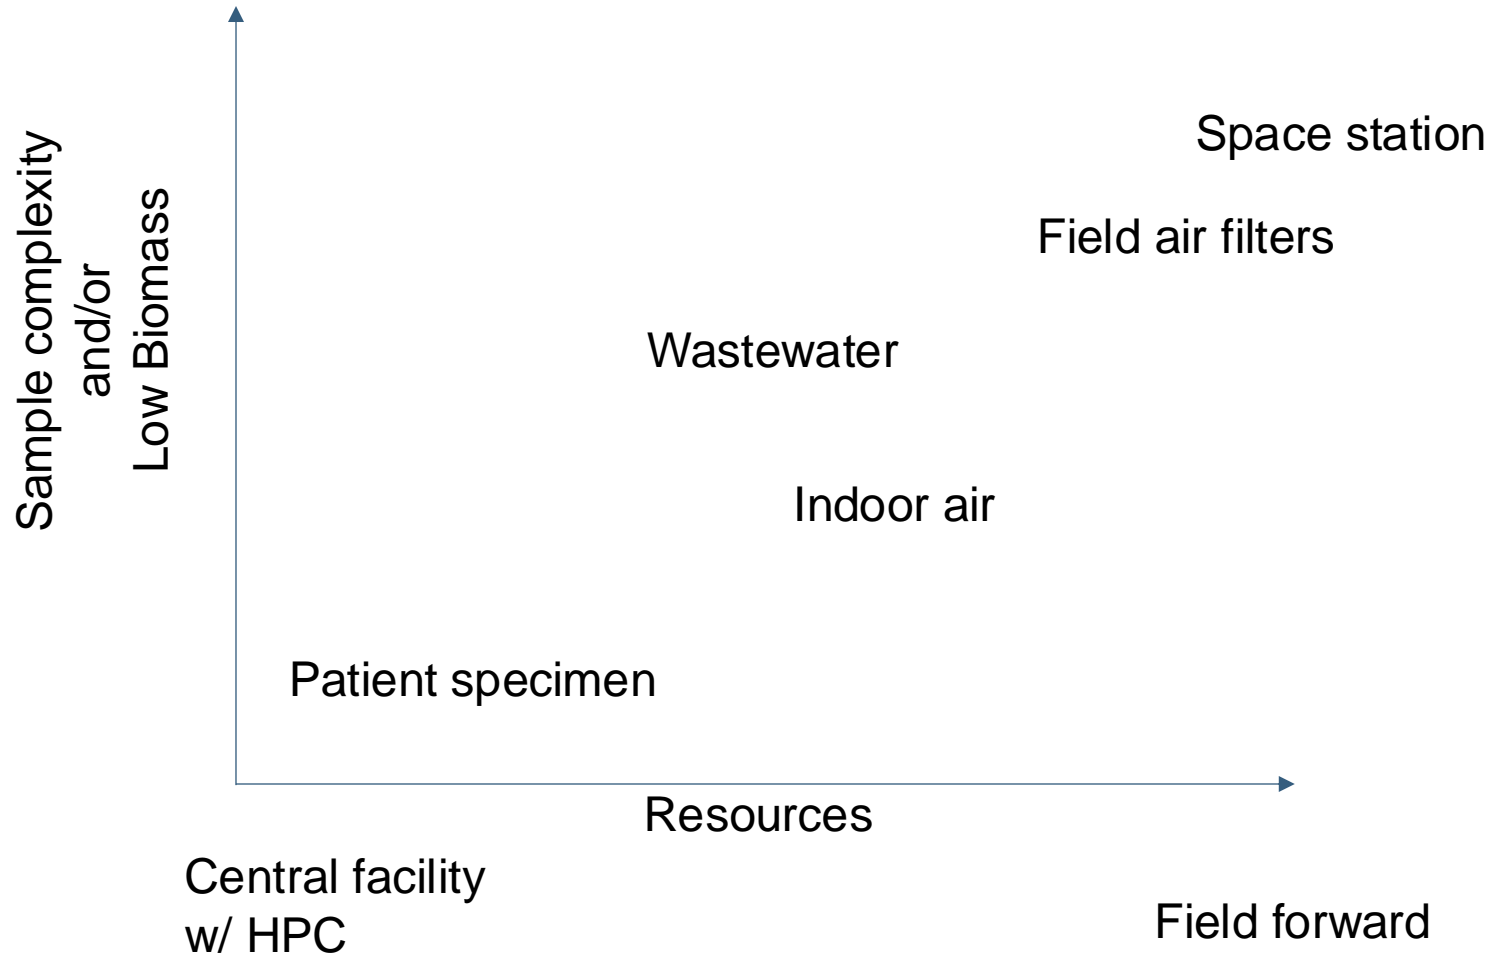 Sample complexity
and/or
Low Biomass
Space station
Field air filters
Wastewater
Indoor air
Patient specimen
Resources
Central facility
w/ HPC
Field forward